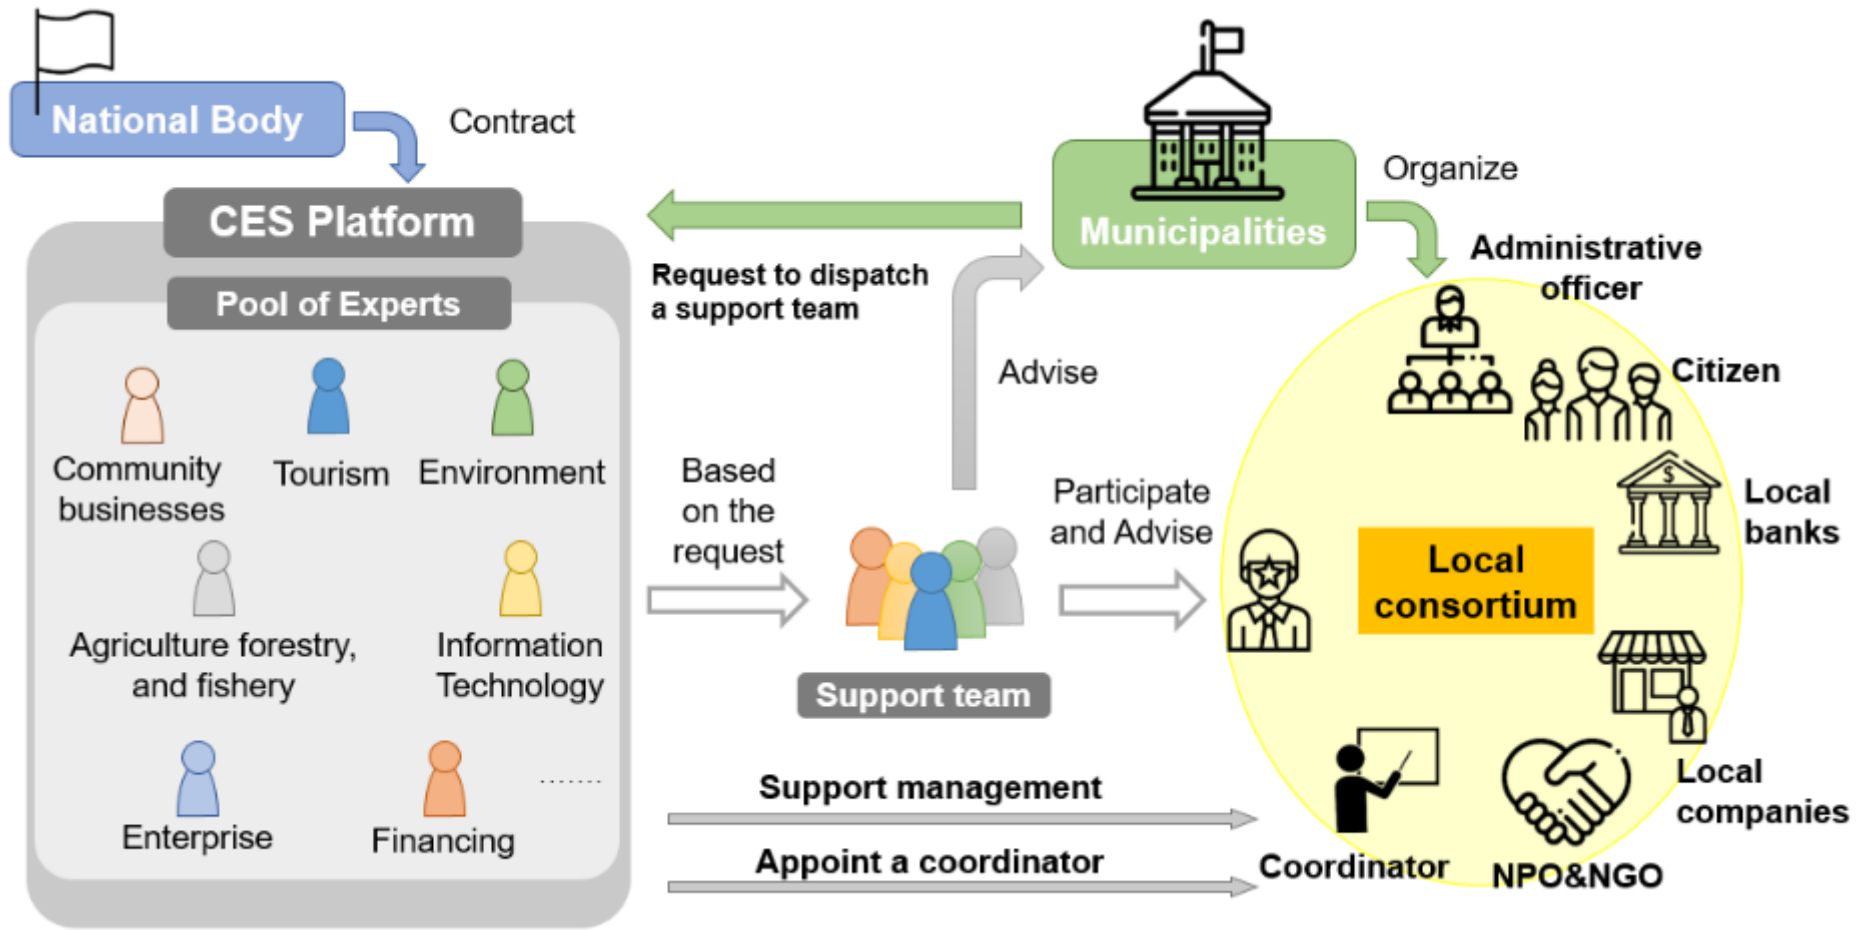 National Body
Contract
CES Platform
Pool of Experts
Community
businesses
Tourism
Environment
Agriculture forestry,
and fishery
Information
Technology
Enterprise
Financing
.......
Municipalities
Organize
Request to dispatch
a support team
Advise
Based
on the
request
Support team
Participate
and Advise
Support management
Appoint a coordinator
Administrative
officer
Citizen
$
Local
banks
Local
consortium
Local
companies
NPO&NGO
Coordinator